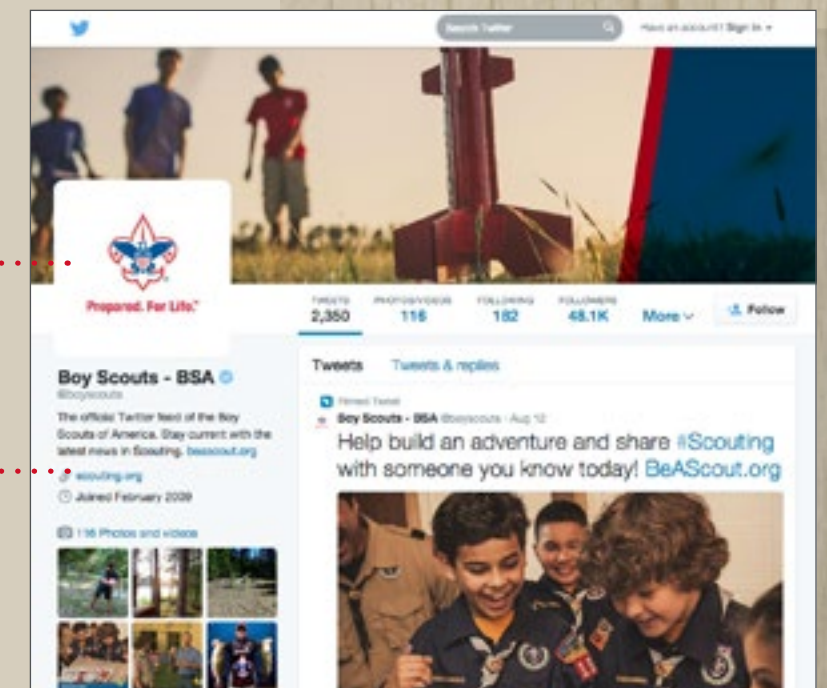 Search Twitter
Have an account? Sign in
Prepared. For Life.™
TWEETS
PHOTOS/VIDEOS
FOLLOWING
FOLLOWERS
2,350
116
182
48.1K
More
Follow
Boy Scouts - BSA
@boyscouts
The official Twitter feed of the Boy
Scouts of America. Stay current with the
latest news in Scouting. beascout.org
scouting.org
Joined February 2009
116 Photos and videos
Tweets
Tweets & replies
Pinned Tweet
Boy Scouts - BSA @boyscouts · Aug 12
Help build an adventure and share #Scouting
with someone you know today! BeAScout.org